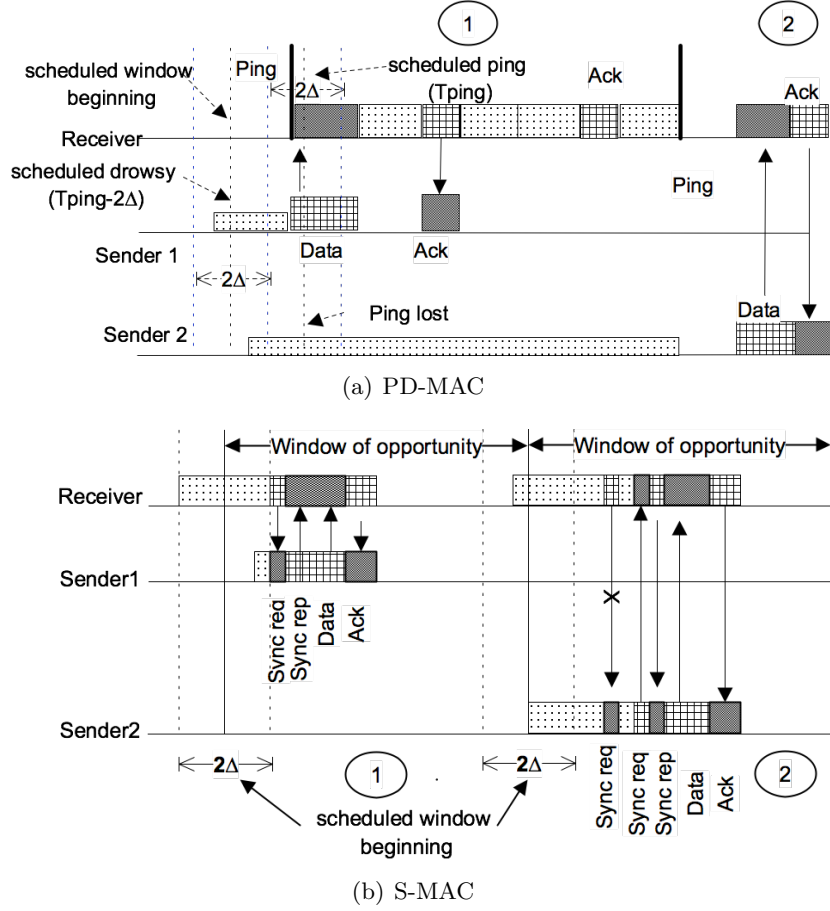 1
2
scheduled window
beginning
Ping
scheduled ping
(Tping)
Ack
Ack
2Δ
Receiver
scheduled drowsy
(Tping-2Δ)
Ping
Sender 1
Data
Ack
2Δ
Ping lost
Data
Sender 2
(a) PD-MAC
Window of opportunity
Window of opportunity
Receiver
Sender1
Sync req
Sync rep
Data
Ack
Sender2
2Δ
1
2Δ
Sync req
Sync req
Sync rep
Data
Ack
2
scheduled window
beginning
(b) S-MAC